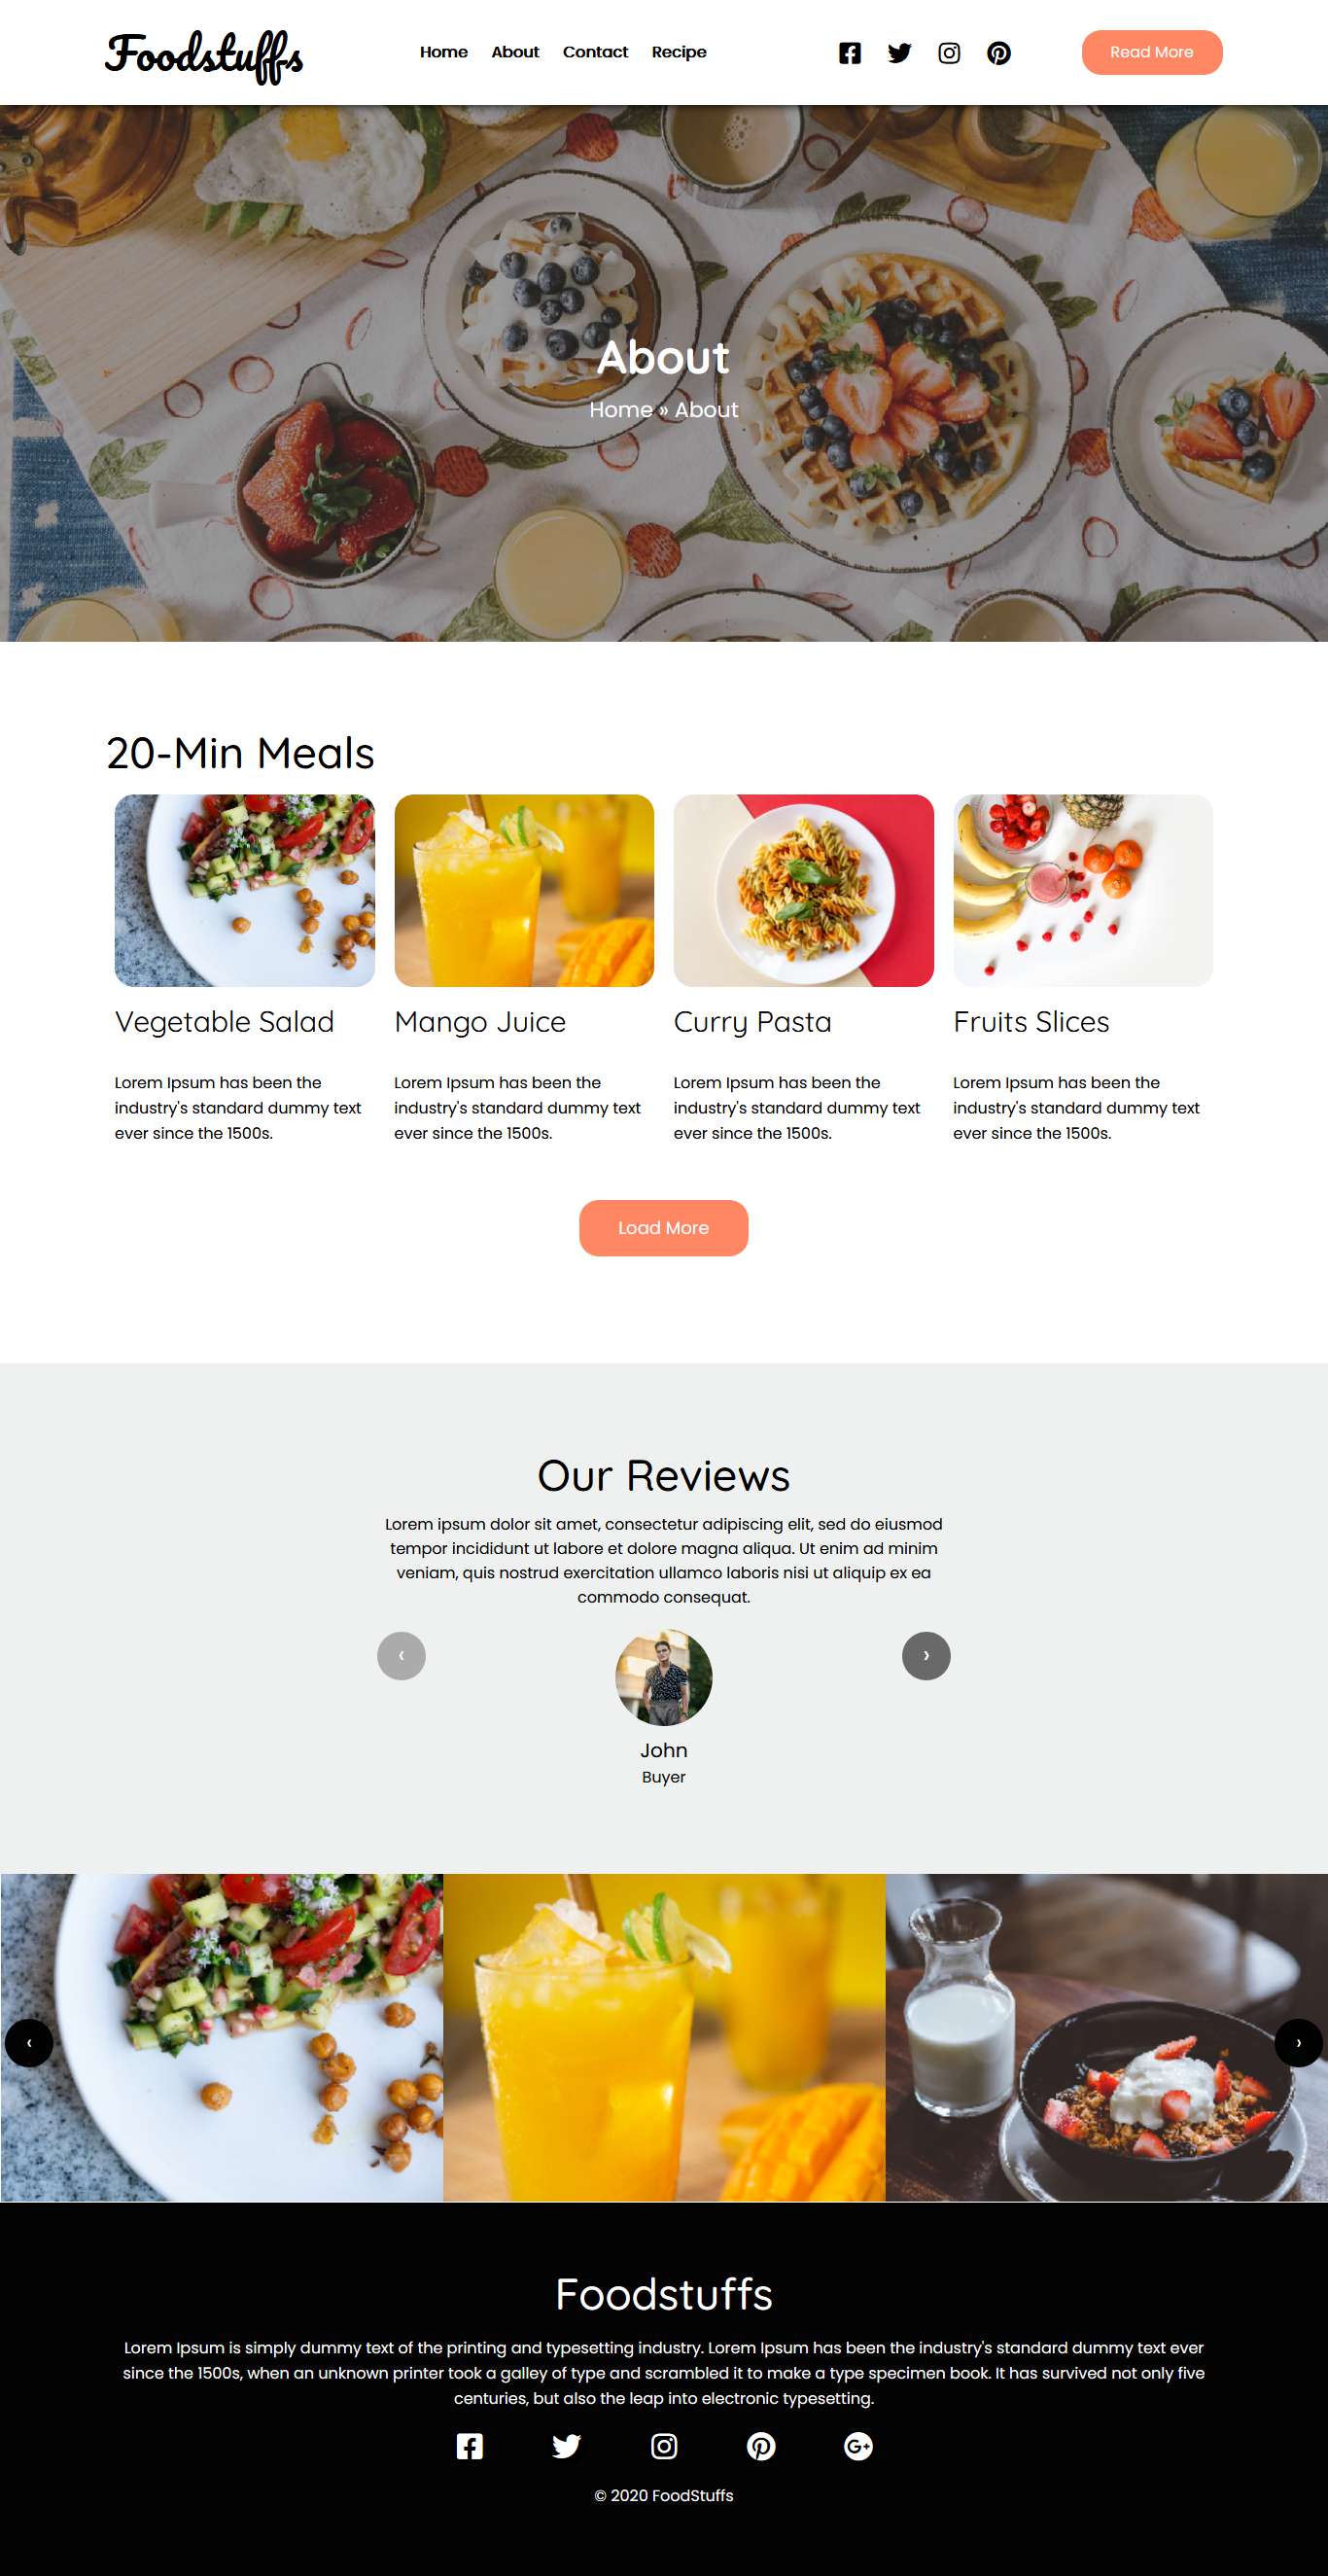 Foodstuffs
Home About Contact Recipe
Read More
About
Home » About
20-Min Meals
Vegetable Salad
Lorem Ipsum has been the
industry's standard dummy text
ever since the 1500s.
Mango Juice
Lorem Ipsum has been the
industry's standard dummy text
ever since the 1500s.
Curry Pasta
Lorem Ipsum has been the
industry's standard dummy text
ever since the 1500s.
Fruits Slices
Lorem Ipsum has been the
industry's standard dummy text
ever since the 1500s.
Load More
Our Reviews
Lorem ipsum dolor sit amet, consectetur adipiscing elit, sed do eiusmod
tempor incididunt ut labore et dolore magna aliqua. Ut enim ad minim
veniam, quis nostrud exercitation ullamco laboris nisi ut aliquip ex ea
commodo consequat.
‹ ›
John
Buyer
‹ ›
Foodstuffs
Lorem Ipsum is simply dummy text of the printing and typesetting industry. Lorem Ipsum has been the industry's standard dummy text ever
since the 1500s, when an unknown printer took a galley of type and scrambled it to make a type specimen book. It has survived not only five
centuries, but also the leap into electronic typesetting.
© 2020 FoodStuffs